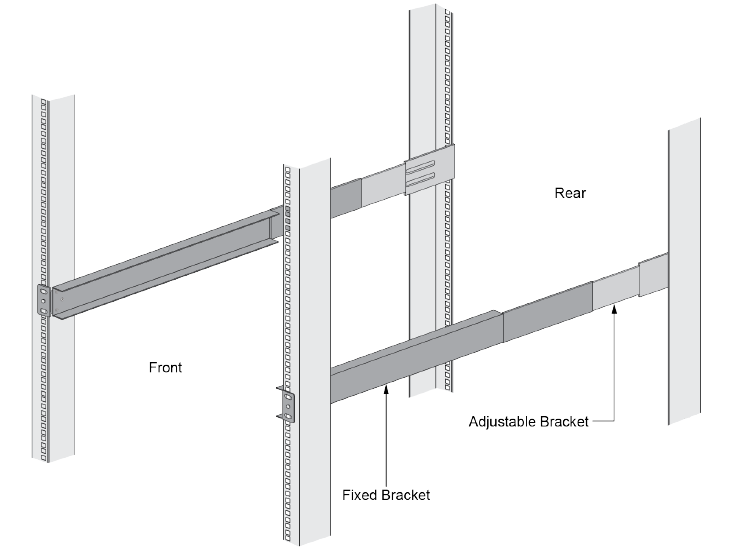 Rear
Front
Adjustable Bracket
Fixed Bracket